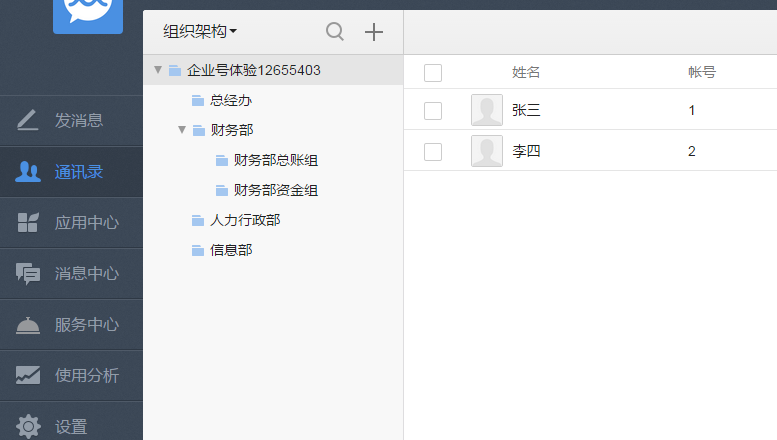 组织架构
企业号体验12655403
总经办
财务部
财务部总账组
财务部资金组
人力行政部
信息部
发消息
通讯录
应用中心
消息中心
服务中心
使用分析
设置
姓名 帐号
张三 1
李四 2